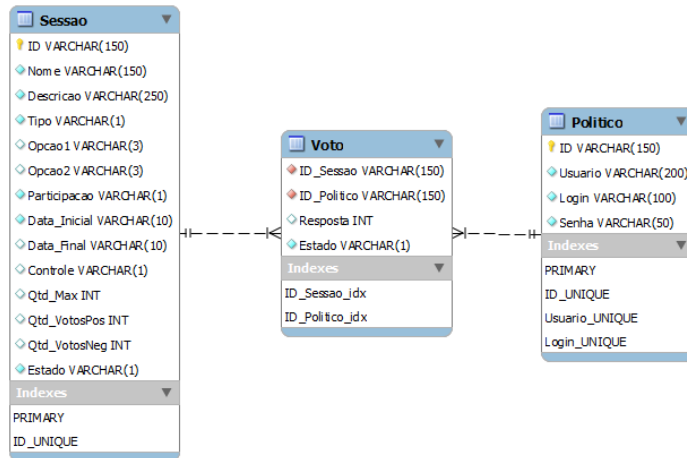 Sessao
ID VARCHAR(150)
Nome VARCHAR(150)
Descricao VARCHAR(250)
Tipo VARCHAR(1)
Opcao1 VARCHAR(3)
Opcao2 VARCHAR(3)
Participacao VARCHAR(1)
Data_Inicial VARCHAR(10)
Data_Final VARCHAR(10)
Controle VARCHAR(1)
Qtd_Max INT
Qtd_VotosPos INT
Qtd_VotosNeg INT
Estado VARCHAR(1)
Indexes
PRIMARY
ID_UNIQUE
Voto
ID_Sessao VARCHAR(150)
ID_Politico VARCHAR(150)
Resposta INT
Estado VARCHAR(1)
Indexes
ID_Sessao_idx
ID_Politico_idx
Politico
ID VARCHAR(150)
Usuario VARCHAR(200)
Login VARCHAR(100)
Senha VARCHAR(50)
Indexes
PRIMARY
ID_UNIQUE
Usuario_UNIQUE
Login_UNIQUE